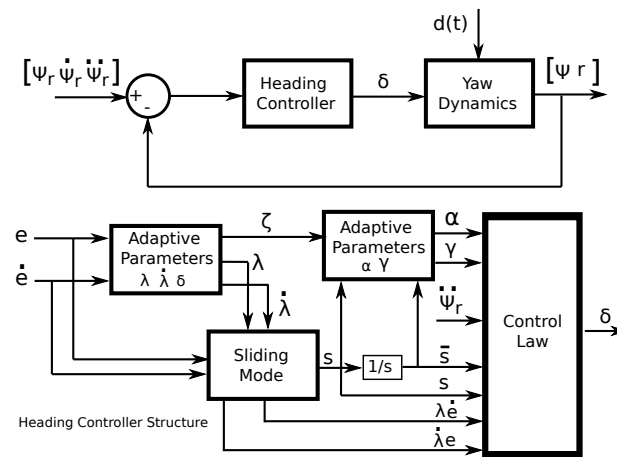 d(t)
[ψr ψ̇r ψ̈r]
+
-
Heading
Controller
δ
Yaw
Dynamics
[ψ r]
e
ė
Adaptive
Parameters
λ λ̇ δ
ζ
λ
λ̇
Adaptive
Parameters
α γ
α
γ
ψ̈r
Sliding
Mode
s
1/s
s̄
s
λė
λ̇e
Control
Law
δ
Heading Controller Structure